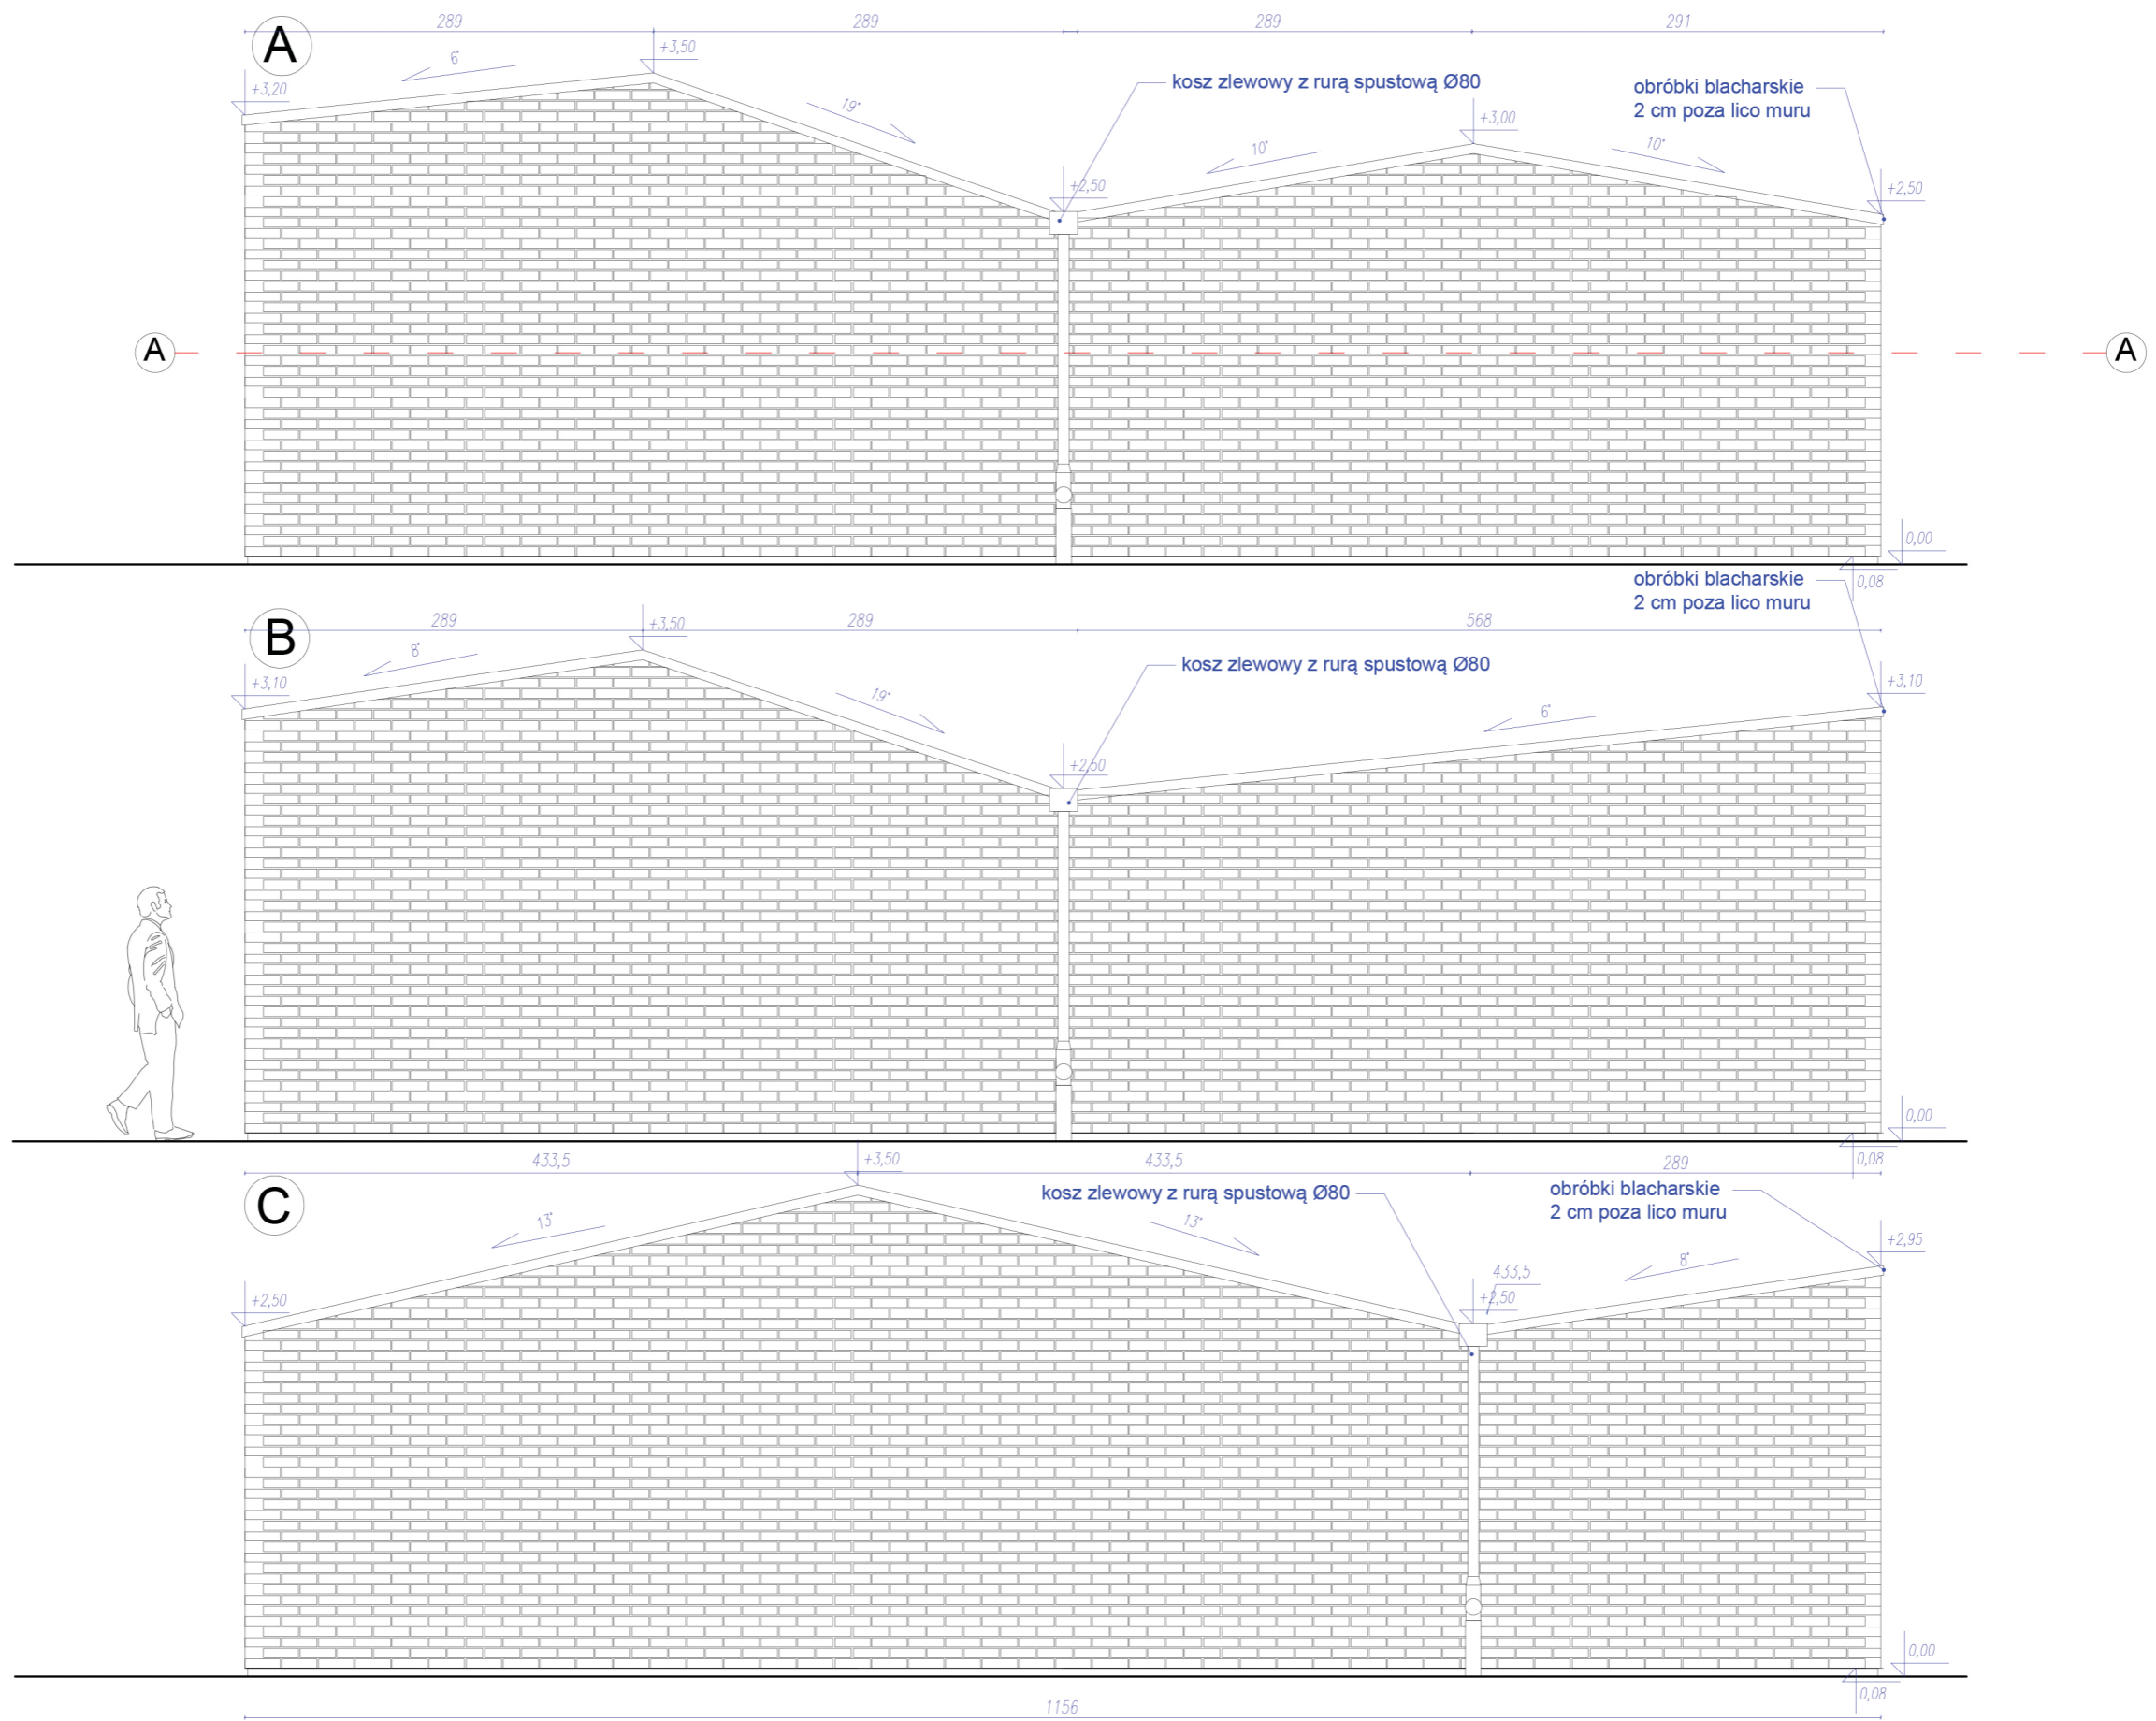 289
289
289
291
A
+3,50
6°
+3,20
19°
kosz zlewowy z rurą spustową Ø80
obróbki blacharskie
2 cm poza lico muru
+3,00
10°
10°
+2,50
+2,50
A
A
0,00
0,08
obróbki blacharskie
2 cm poza lico muru
289
289
568
B
+3,50
8°
+3,10
19°
kosz zlewowy z rurą spustową Ø80
+2,50
6°
+3,10
0,00
0,08
433,5
+3,50
433,5
289
C
kosz zlewowy z rurą spustową Ø80
obróbki blacharskie
2 cm poza lico muru
13°
13°
+2,95
8°
433,5
+2,50
+2,50
0,00
0,08
1156